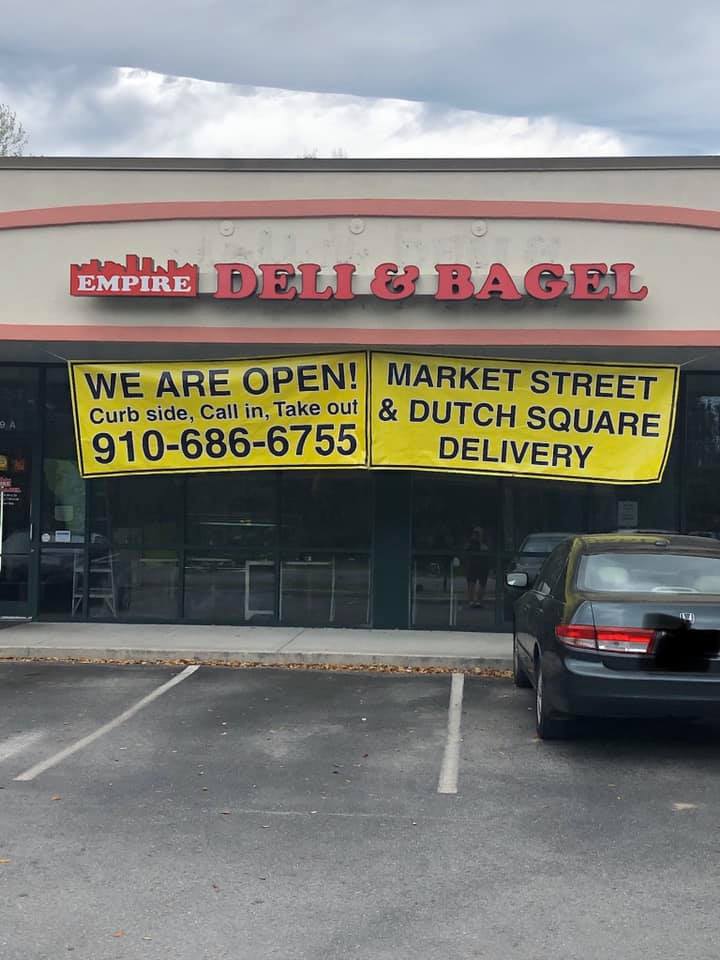 EMPIRE DELI & BAGEL
WE ARE OPEN!
Curb side, Call in, Take out
910-686-6755
MARKET STREET
& DUTCH SQUARE
DELIVERY
9 A